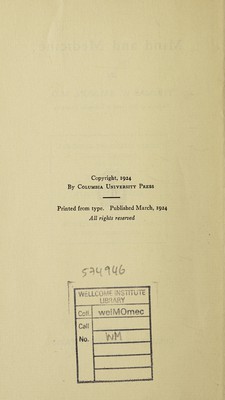 Copyright, 1924
By Columbia University Press
Printed from type. Published March, 1924
All rights reserved
574946
WELLCOME INSTITUTE
LIBRARY
Coll. welMOmec
Call
No. WM